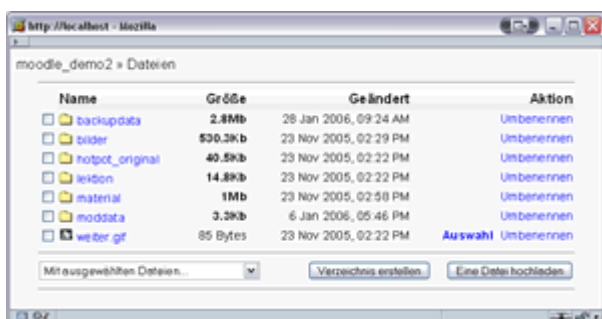 http://localhost - Mozilla
moodle_demo2 » Dateien
Name Größe Geändert Aktion
backupdata 2.8Mb 28 Jan 2006, 09:24 AM Umbenennen
bilder 530.3Kb 23 Nov 2005, 02:29 PM Umbenennen
hotpot_original 40.5Kb 23 Nov 2005, 02:22 PM Umbenennen
lektion 14.8Kb 23 Nov 2005, 02:22 PM Umbenennen
material 1Mb 23 Nov 2005, 02:58 PM Umbenennen
moddata 3.3Kb 6 Jan 2006, 05:46 PM Umbenennen
weiter.gif 85 Bytes 23 Nov 2005, 02:22 PM Auswahl Umbenennen
Mit ausgewählten Dateien... Verzeichnis erstellen Eine Datei hochladen